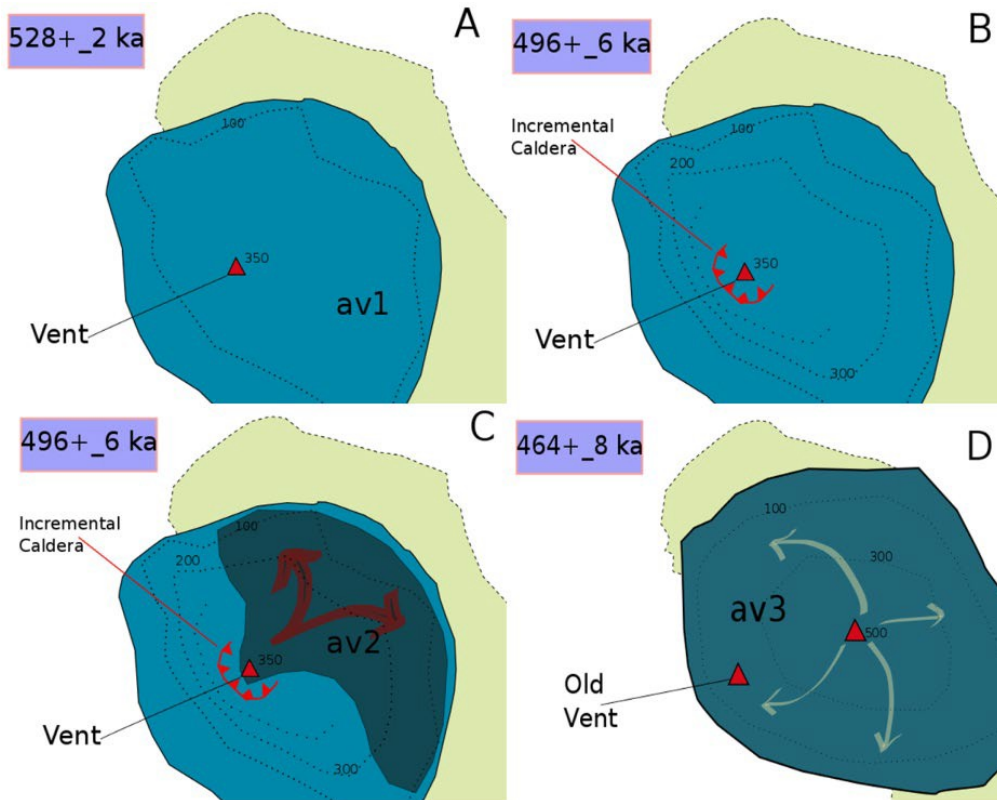 528+_2 ka
A
100
350
av1
Vent
496+_6 ka
B
Incremental
Caldera
100
200
350
Vent
300
496+_6 ka
C
Incremental
Caldera
100
200
350
av2
Vent
300
464+_8 ka
D
100
300
av3
500
Old
Vent